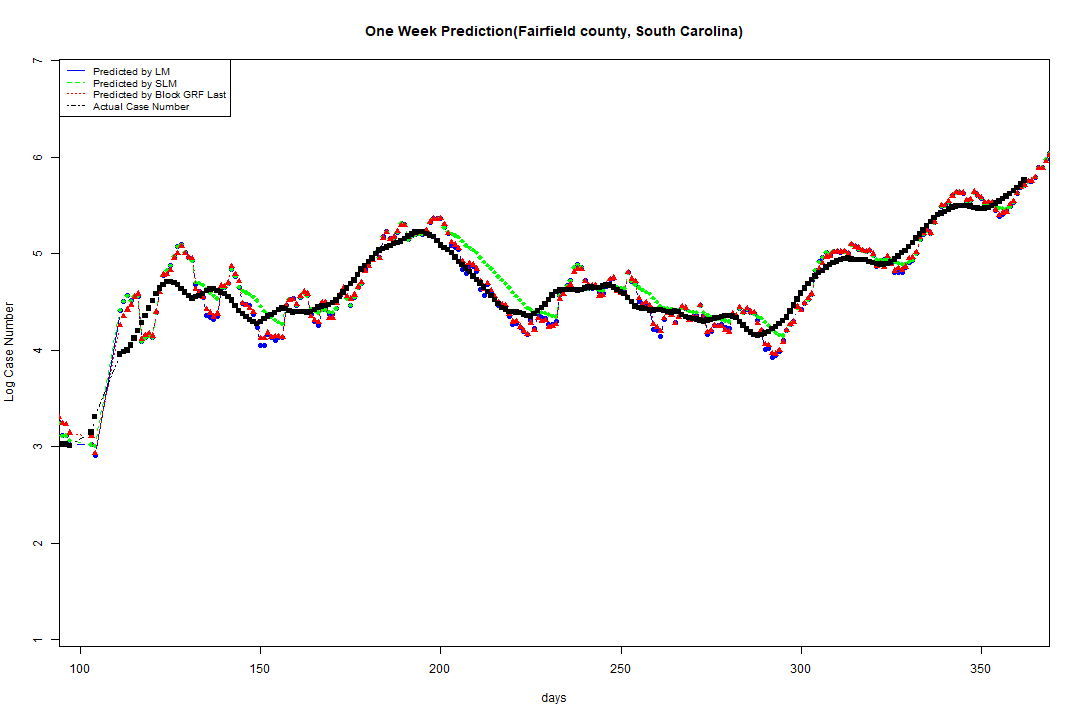 One Week Prediction(Fairfield county, South Carolina)
Predicted by LM
Predicted by SLM
Predicted by Block GRF Last
Actual Case Number
7
6
5
4
3
2
1
Log Case Number
100 150 200 250 300 350
days